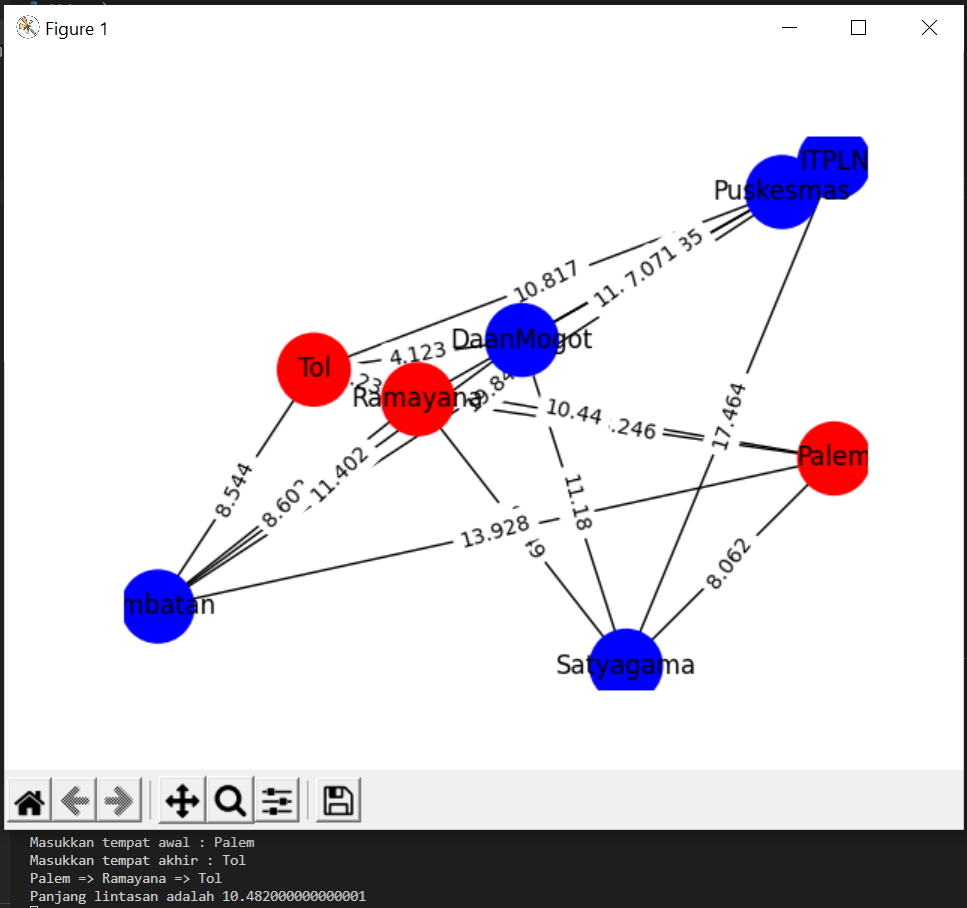 Figure 1
ITPLN
Puskesmas
35
7.071
11.
10.817
DaanMogot
4.123
Tol
.23
Ramayana
9.84
10.44
.246
17.464
Palem
8.544
8.60
11.402
11.18
13.928
8.062
mbatan
Satyagama
Masukkan tempat awal : Palem
Masukkan tempat akhir : Tol
Palem => Ramayana => Tol
Panjang lintasan adalah 10.482000000000001